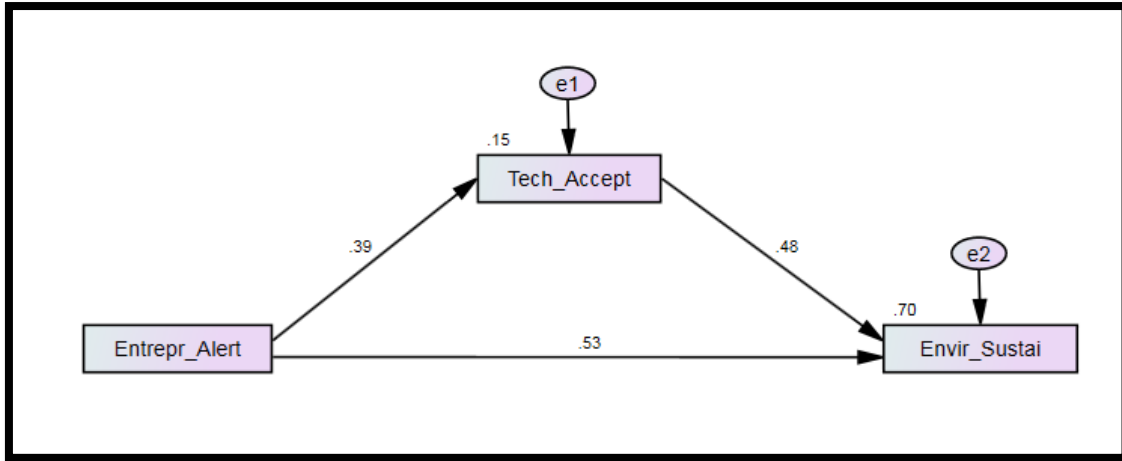 e1
.15
Tech_Accept
.39
.48
e2
.70
Entrepr_Alert
.53
Envir_Sustai